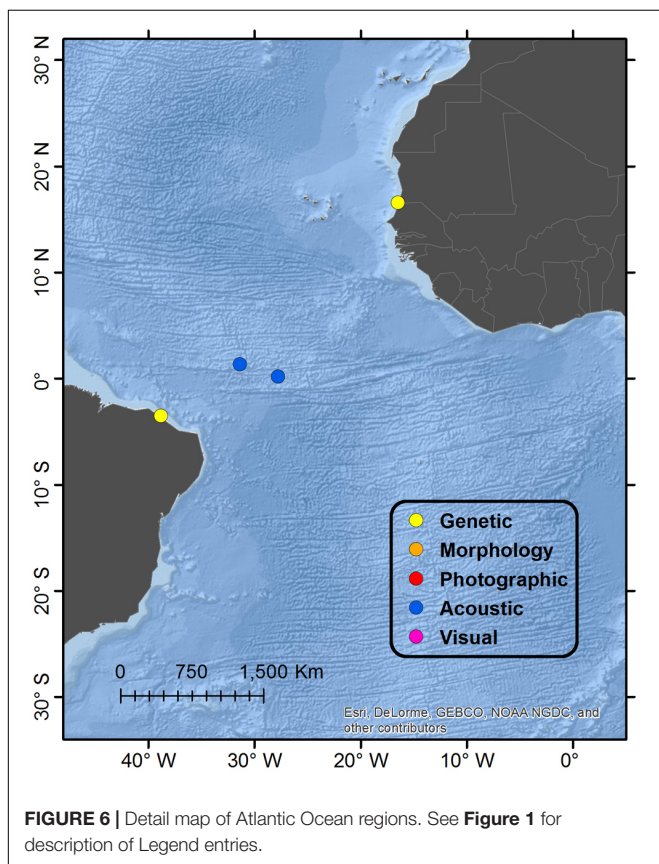 30° N
20° N
10° N
0°
10° S
20° S
30° S
Genetic
Morphology
Photographic
Acoustic
Visual
0 750 1,500 Km
Esri, DeLorme, GEBCO, NOAA NGDC, and
other contributors
40° W 30° W 20° W 10° W 0°
FIGURE 6 | Detail map of Atlantic Ocean regions. See Figure 1 for
description of Legend entries.